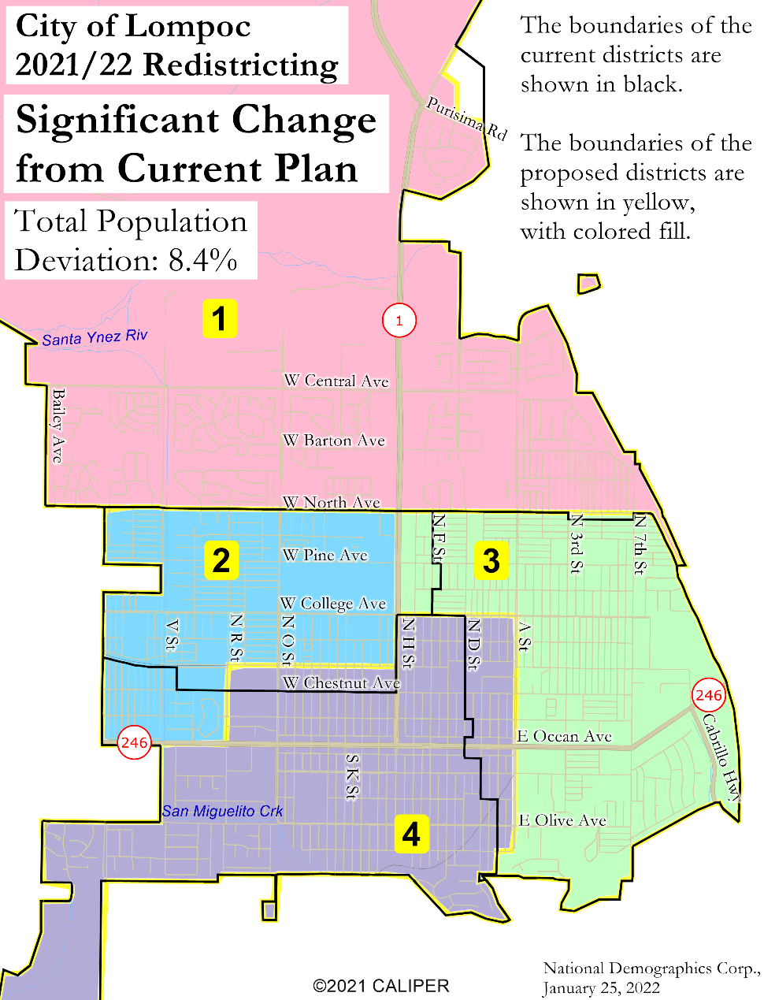 City of Lompoc
2021/22 Redistricting
Significant Change
from Current Plan
Total Population
Deviation: 8.4%
The boundaries of the
current districts are
shown in black.
The boundaries of the
proposed districts are
shown in yellow,
with colored fill.
Purisima Rd
1
1
Santa Ynez Riv
W Central Ave
Bailey Ave
W Barton Ave
W North Ave
N F St
N 3rd St
N 7th St
2
W Pine Ave
3
W College Ave
V St
N R St
N O St
N H St
N D St
A St
W Chestnut Ave
246
Cabrillo Hwy
246
E Ocean Ave
S K St
San Miguelito Crk
4
E Olive Ave
National Demographics Corp.,
January 25, 2022
©2021 CALIPER